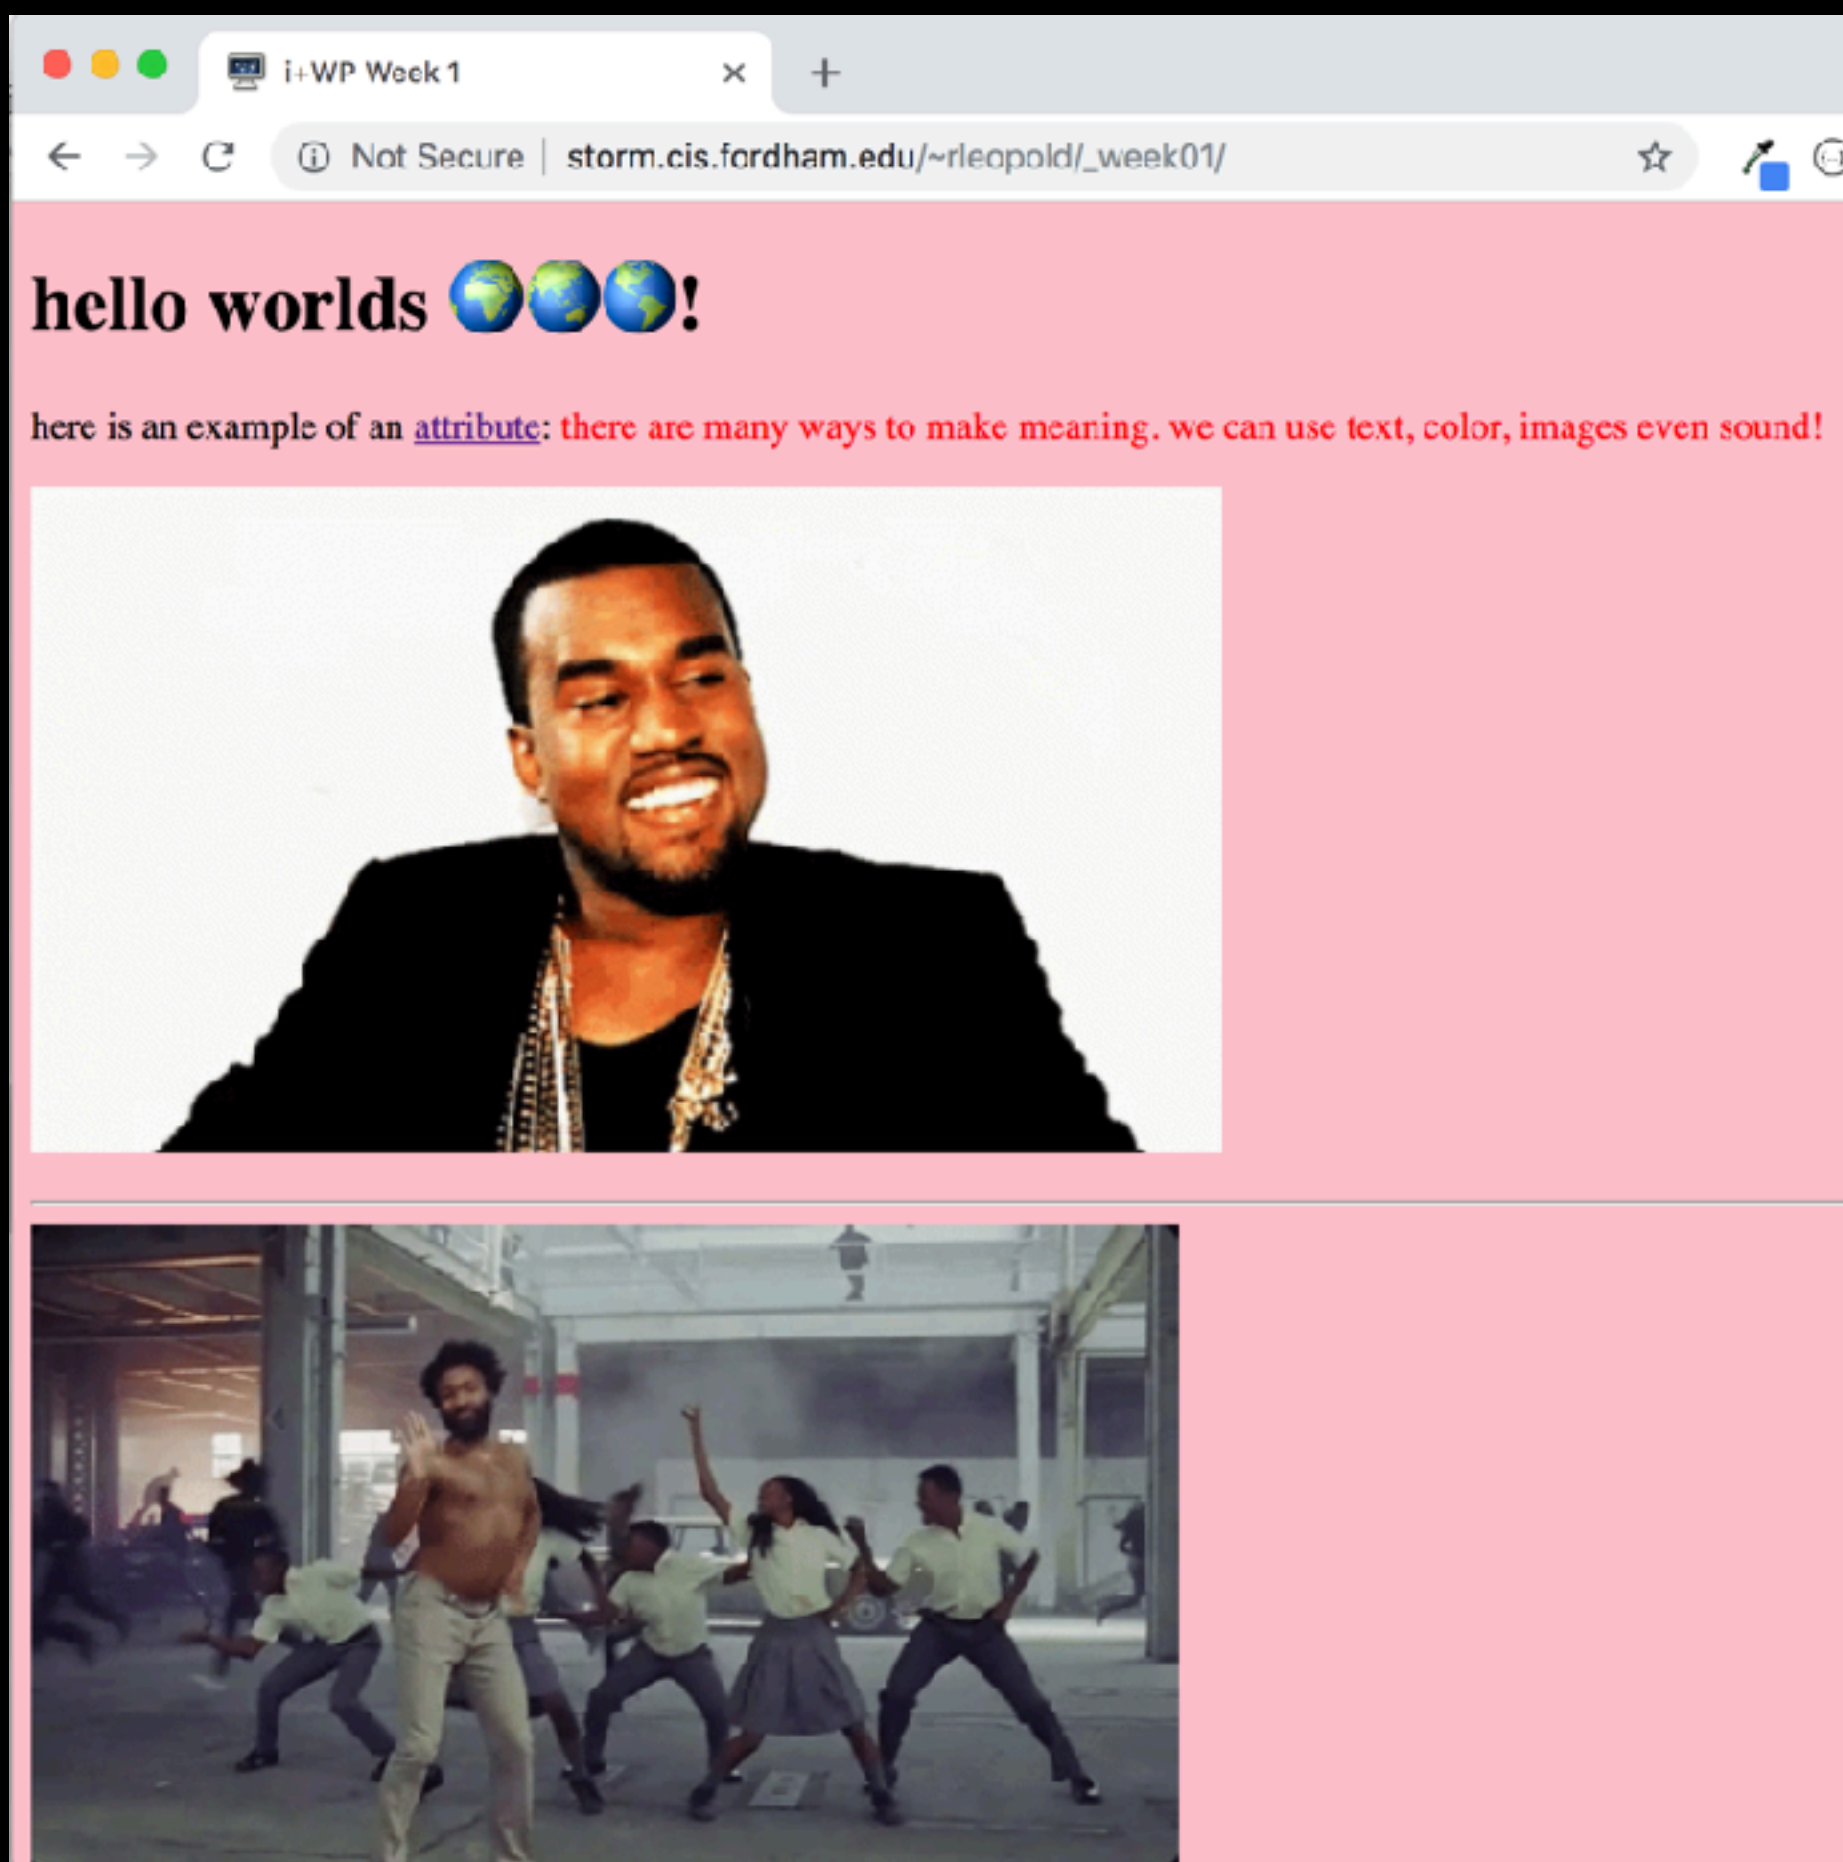 i+WP Week 1
Not Secure | storm.cis.fordham.edu/~rleopold/_week01/
hello worlds 🌍🌏🌎!
here is an example of an attribute: there are many ways to make meaning. we can use text, color, images even sound!